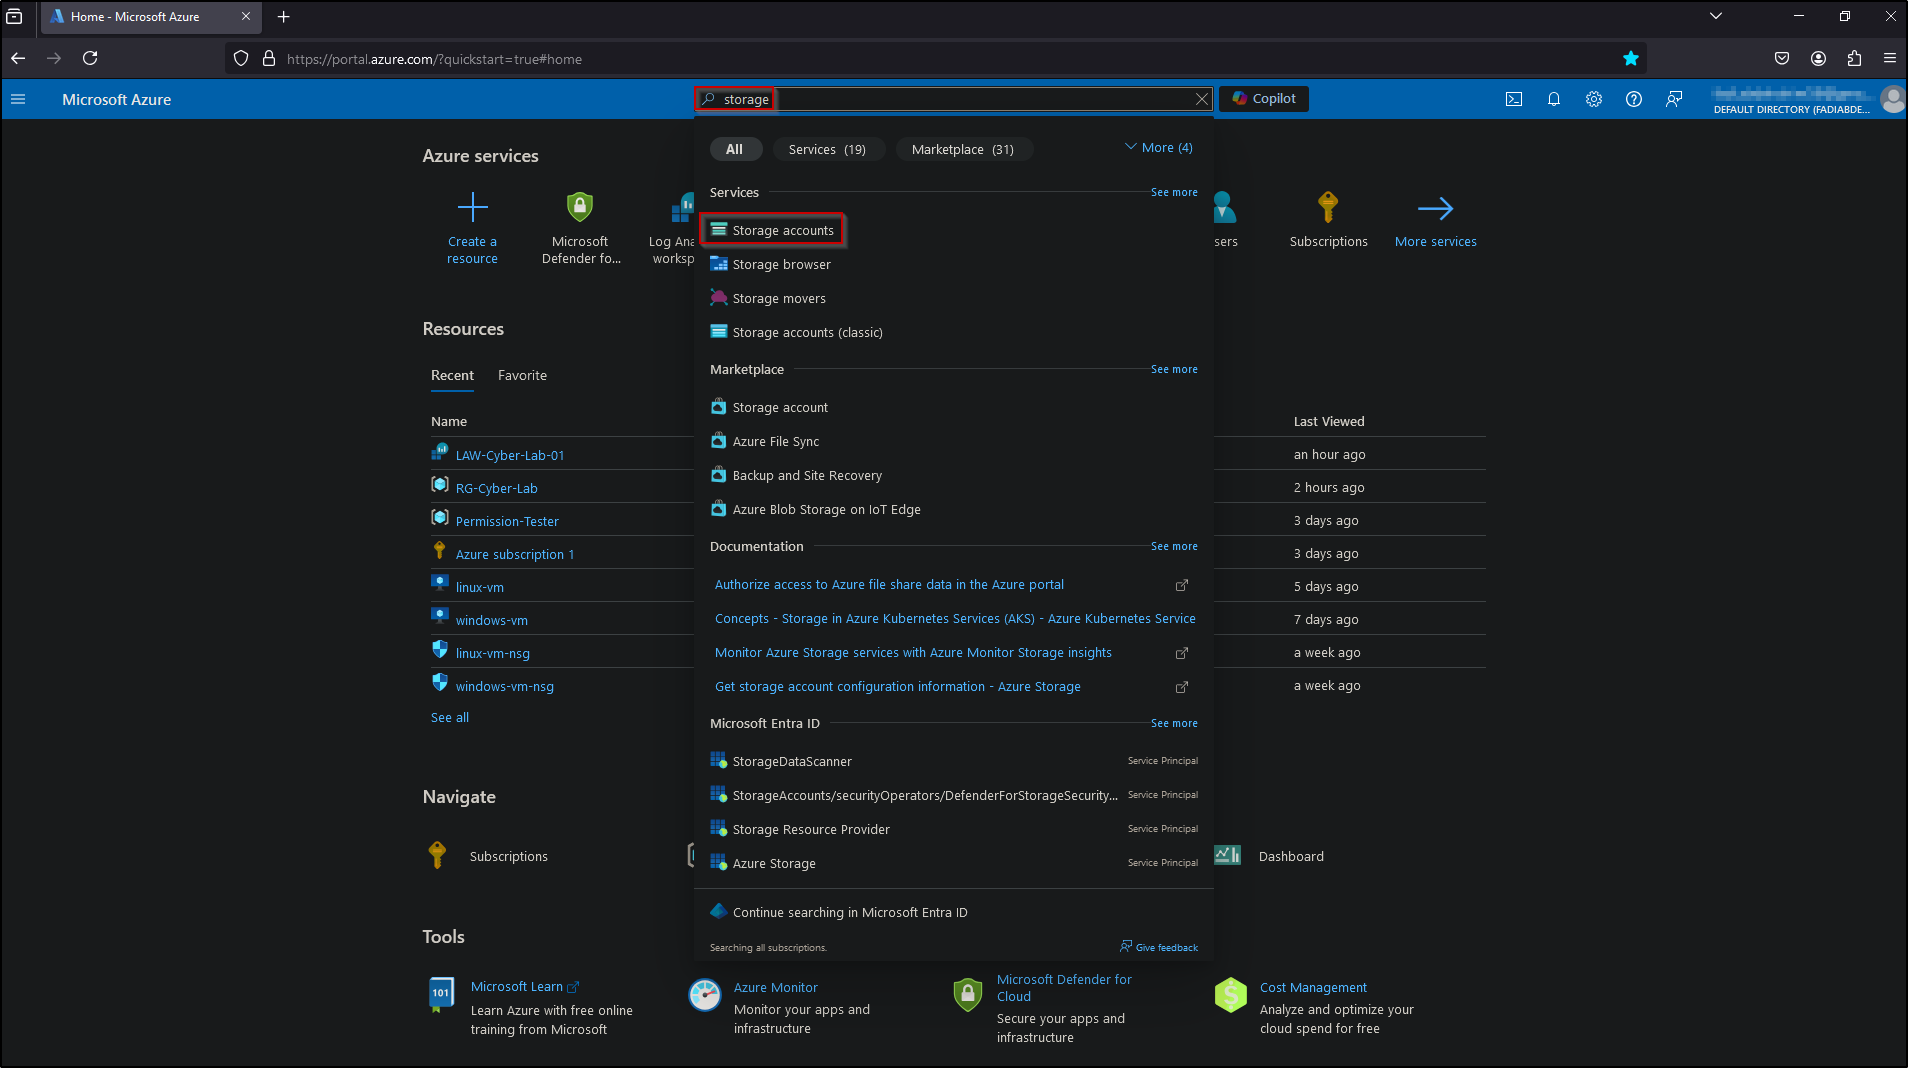 Home - Microsoft Azure
https://portal.azure.com/?quickstart=true#home
Microsoft Azure
storage
Copilot
DEFAULT DIRECTORY (FADIABDE...
All
Services (19)
Marketplace (31)
More (4)
Azure services
Create a resource
Microsoft Defender fo...
Log Ana
worksp
sers
Subscriptions
More services
Services
See more
Storage accounts
Storage browser
Storage movers
Storage accounts (classic)
Marketplace
See more
Storage account
Azure File Sync
Backup and Site Recovery
Azure Blob Storage on IoT Edge
Documentation
See more
Authorize access to Azure file share data in the Azure portal
Concepts - Storage in Azure Kubernetes Services (AKS) - Azure Kubernetes Service
Monitor Azure Storage services with Azure Monitor Storage insights
Get storage account configuration information - Azure Storage
Microsoft Entra ID
See more
StorageDataScanner
Service Principal
StorageAccounts/securityOperators/DefenderForStorageSecurity...
Service Principal
Storage Resource Provider
Service Principal
Azure Storage
Service Principal
Continue searching in Microsoft Entra ID
Searching all subscriptions.
Give feedback
Resources
Recent
Favorite
Name
Last Viewed
LAW-Cyber-Lab-01
an hour ago
RG-Cyber-Lab
2 hours ago
Permission-Tester
3 days ago
Azure subscription 1
3 days ago
linux-vm
5 days ago
windows-vm
7 days ago
linux-vm-nsg
a week ago
windows-vm-nsg
a week ago
See all
Navigate
Subscriptions
Dashboard
Tools
101
Microsoft Learn
Learn Azure with free online
training from Microsoft
Azure Monitor
Monitor your apps and
infrastructure
Microsoft Defender for
Cloud
Secure your apps and
infrastructure
Cost Management
Analyze and optimize your
cloud spend for free